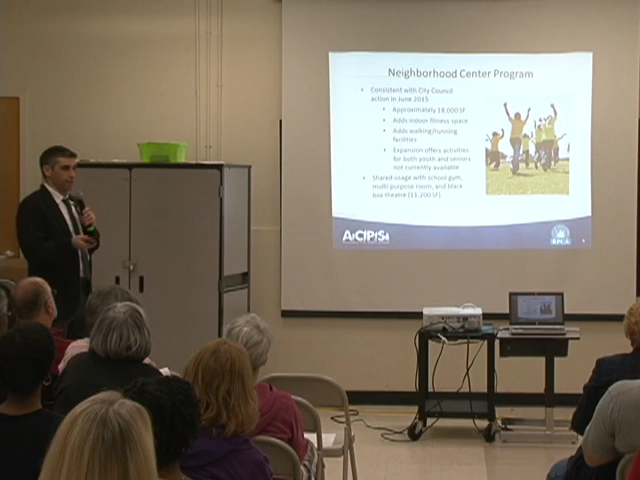 Neighborhood Center Program
• Consistent with City Council
action in June 2015
• Approximately 18,000 SF
• Adds indoor fitness space
• Adds walking/running
facilities
• Expansion offers activities
for both youth and seniors
not currently available
• Shared usage with school gym,
multi purpose room, and black
box theatre (11,200 SF)
ACPS
RPCA